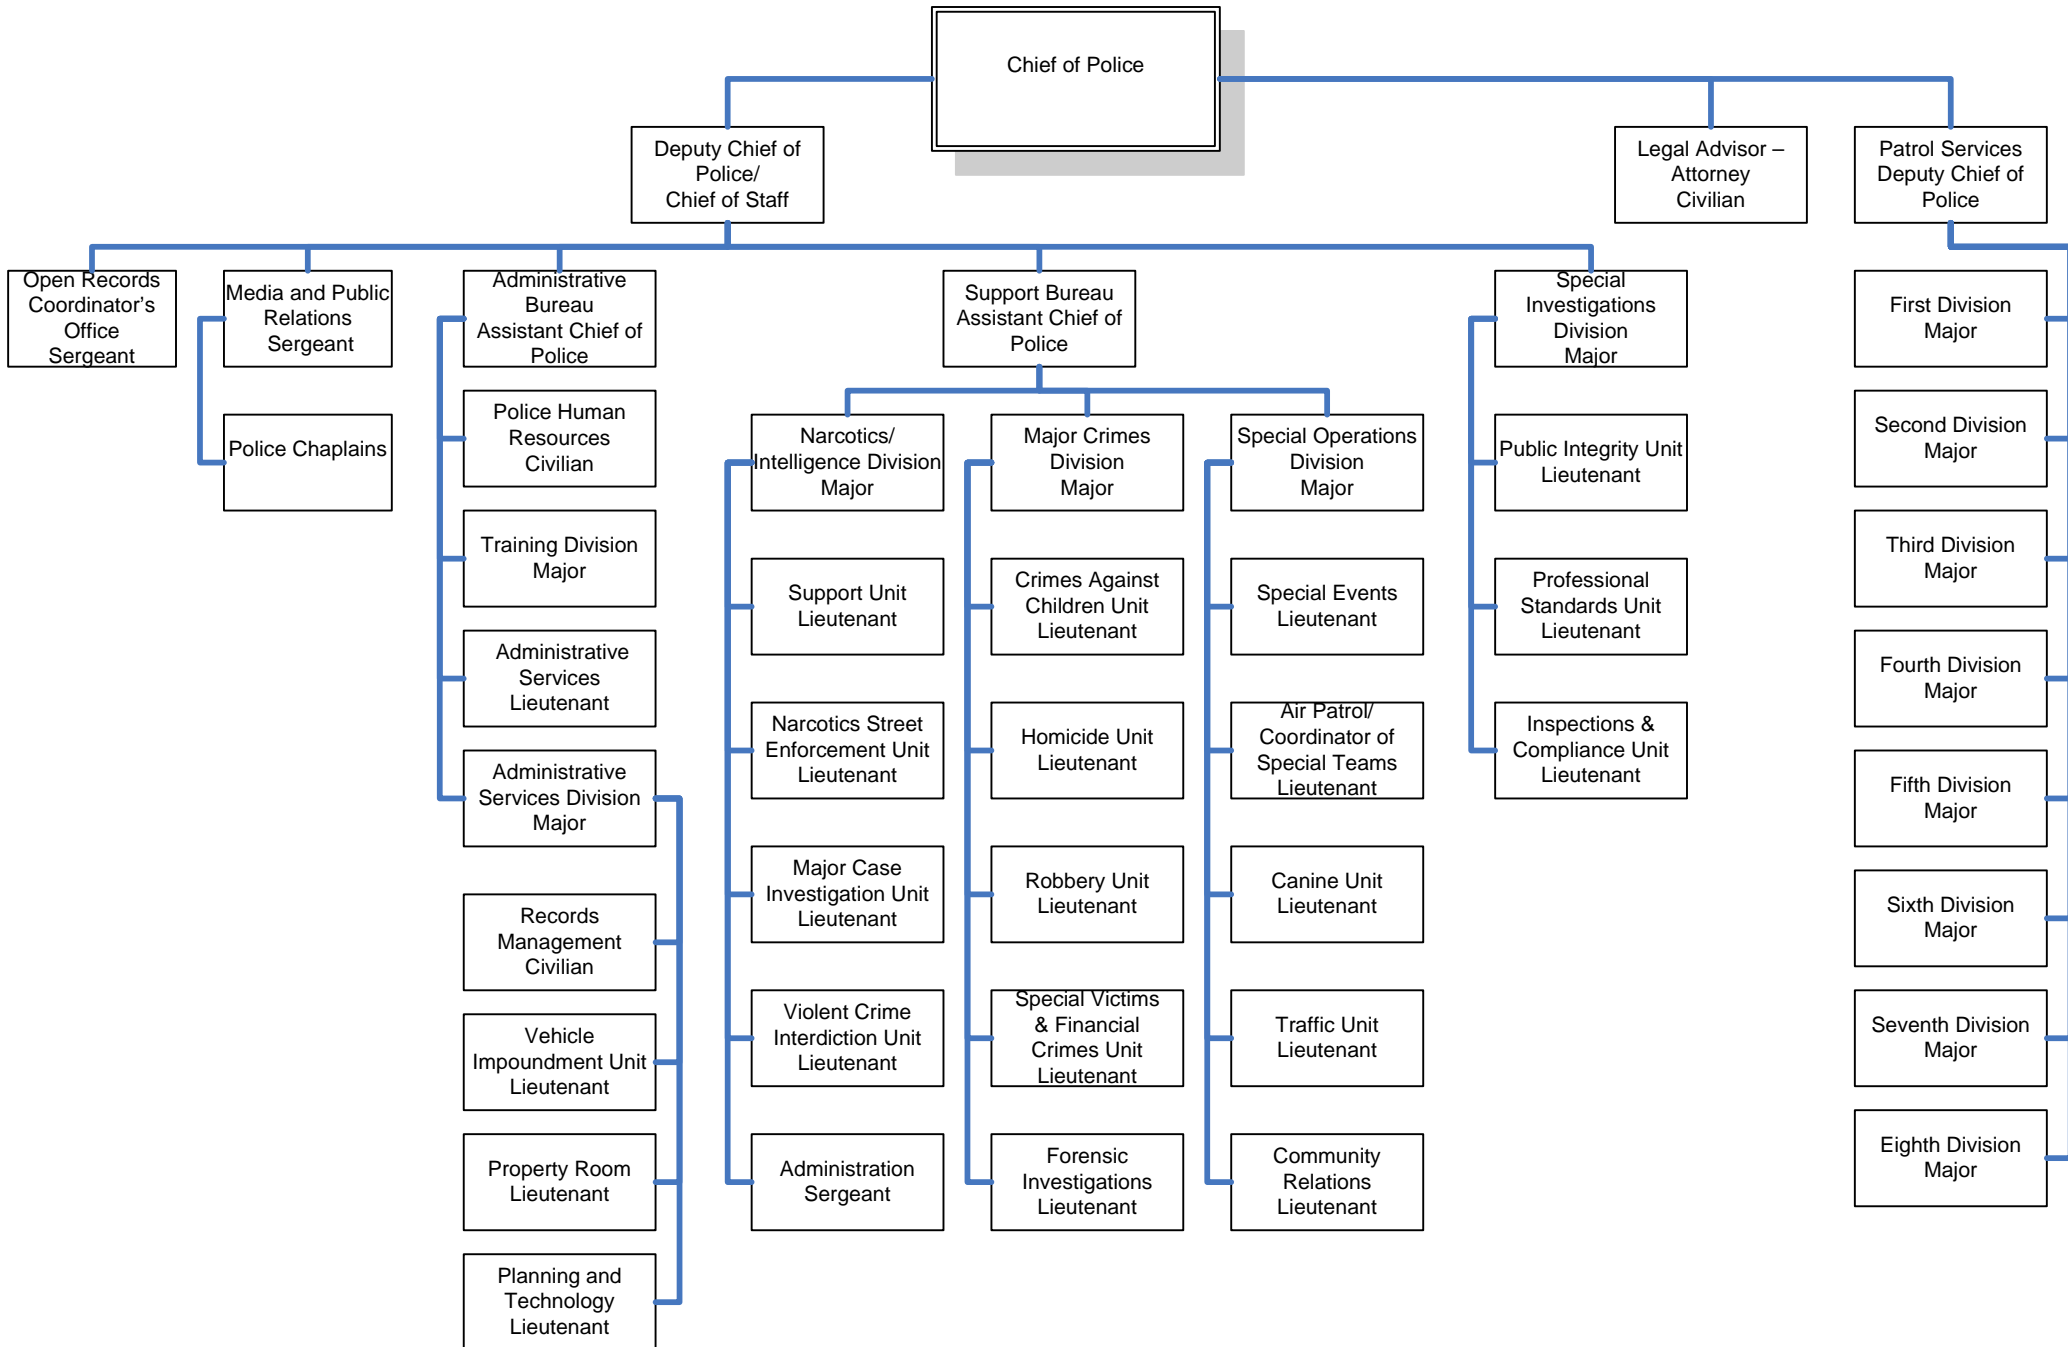 Chief of Police
Deputy Chief of
Police/
Chief of Staff
Legal Advisor –
Attorney
Civilian
Patrol Services
Deputy Chief of
Police
Open Records
Coordinator’s
Office
Sergeant
Media and Public
Relations
Sergeant
Police Chaplains
Administrative
Bureau
Assistant Chief of
Police
Police Human
Resources
Civilian
Training Division
Major
Administrative
Services
Lieutenant
Administrative
Services Division
Major
Records
Management
Civilian
Vehicle
Impoundment Unit
Lieutenant
Property Room
Lieutenant
Planning and
Technology
Lieutenant
Support Bureau
Assistant Chief of
Police
Narcotics/
Intelligence Division
Major
Support Unit
Lieutenant
Narcotics Street
Enforcement Unit
Lieutenant
Major Case
Investigation Unit
Lieutenant
Violent Crime
Interdiction Unit
Lieutenant
Administration
Sergeant
Major Crimes
Division
Major
Crimes Against
Children Unit
Lieutenant
Homicide Unit
Lieutenant
Robbery Unit
Lieutenant
Special Victims
& Financial
Crimes Unit
Lieutenant
Forensic
Investigations
Lieutenant
Special Operations
Division
Major
Special Events
Lieutenant
Air Patrol/
Coordinator of
Special Teams
Lieutenant
Canine Unit
Lieutenant
Traffic Unit
Lieutenant
Community
Relations
Lieutenant
Special
Investigations
Division
Major
Public Integrity Unit
Lieutenant
Professional
Standards Unit
Lieutenant
Inspections &
Compliance Unit
Lieutenant
First Division
Major
Second Division
Major
Third Division
Major
Fourth Division
Major
Fifth Division
Major
Sixth Division
Major
Seventh Division
Major
Eighth Division
Major